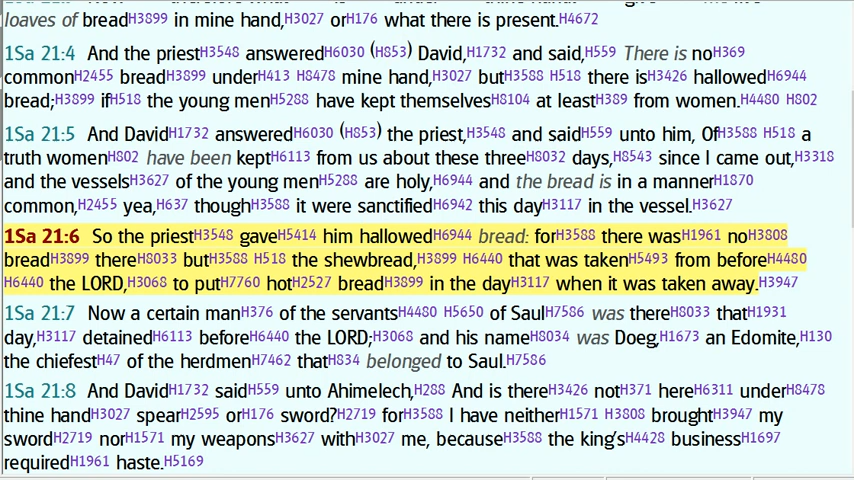 loaves of breadH3899 in mine hand,H3027 orH176 what there is present.H4672
1Sa 21:4 And the priestH3548 answeredH6030 (H853) David,H1732 and said,H559 There is noH369
commonH2455 breadH3899 underH413 H8478 mine hand,H3027 butH3588 H518 there isH3426 hallowedH6944
bread;H3899 ifH518 the young menH5288 have kept themselvesH8104 at leastH389 from women.H4480 H802
1Sa 21:5 And DavidH1732 answeredH6030 (H853) the priest,H3548 and saidH559 unto him, OfH3588 H518 a
truth womenH802 have been keptH6113 from us about these threeH8032 days,H8543 since I came out,H3318
and the vesselsH3627 of the young menH5288 are holy,H6944 and the bread is in a mannerH1870
common,H2455 yea,H637 thoughH3588 it were sanctifiedH6942 this dayH3117 in the vessel.H3627
1Sa 21:6 So the priestH3548 gaveH5414 him hallowedH6944 bread: forH3588 there wasH1961 noH3808
breadH3899 thereH8033 butH3588 H518 the shewbread,H3899 H6440 that was takenH5493 from beforeH4480
H6440 the LORD,H3068 to putH7760 hotH2527 breadH3899 in the dayH3117 when it was taken away.H3947
1Sa 21:7 Now a certain manH376 of the servantsH4480 H5650 of SaulH7586 was thereH8033 thatH1931
day,H3117 detainedH6113 beforeH6440 the LORD;H3068 and his nameH8034 was Doeg,H1673 an Edomite,H130
the chiefestH47 of the herdmenH7462 thatH834 belonged to Saul.H7586
1Sa 21:8 And DavidH1732 saidH559 unto Ahimelech,H288 And is thereH3426 notH371 hereH6311 underH8478
thine handH3027 spearH2595 orH176 sword?H2719 forH3588 I have neitherH1571 H3808 broughtH3947 my
swordH2719 norH1571 my weaponsH3627 withH3027 me, becauseH3588 the king'sH4428 businessH1697
requiredH1961 haste.H5169